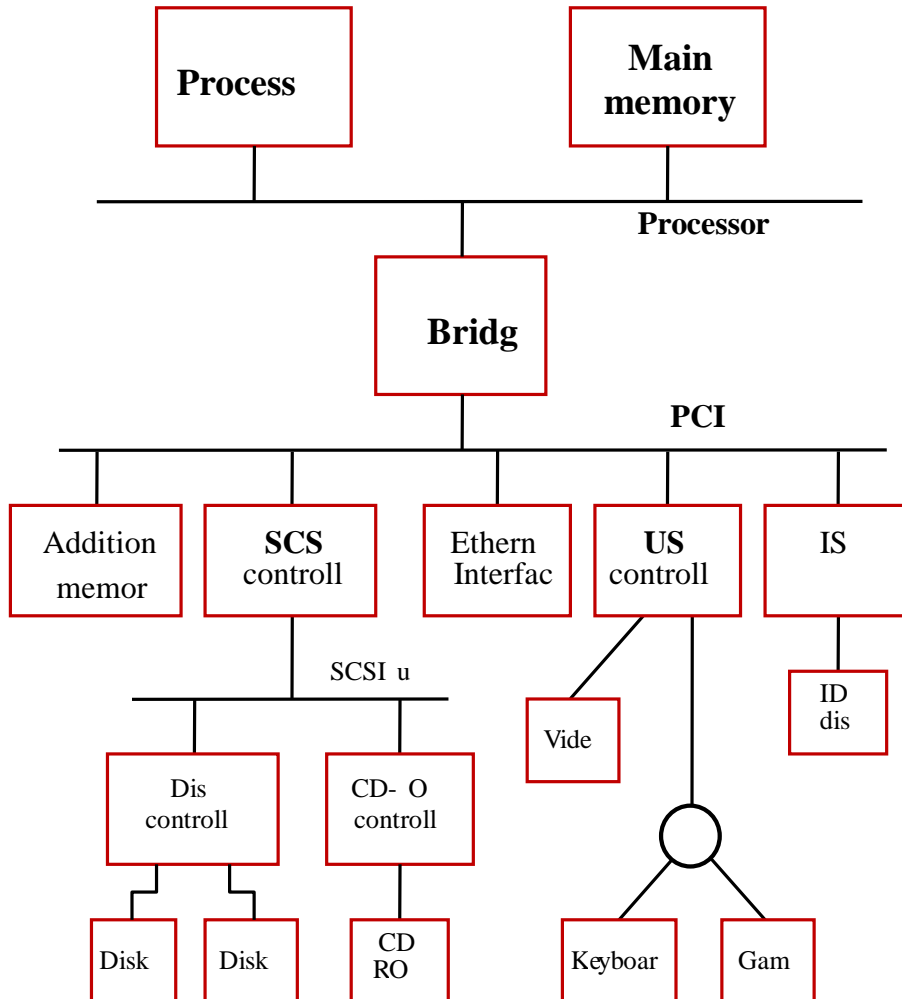 Process
Main
memory
Processor
Bridg
PCI
Addition
memor
SCS
controll
Ethern
Interfac
US
controll
IS
SCSI u
Vide
ID
dis
Dis
controll
CD- O
controll
Disk
Disk
CD
RO
Keyboar
Gam